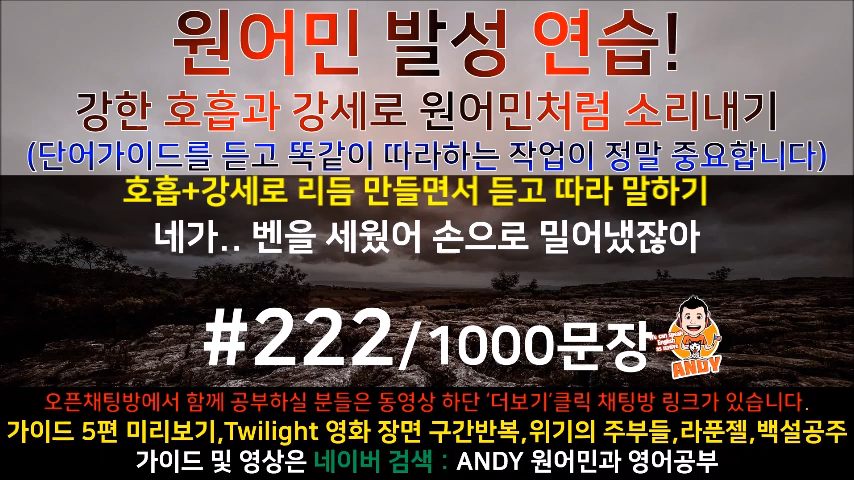 원어민 발성 연습!
강한 호흡과 강세로 원어민처럼 소리내기
(단어가이드를 듣고 똑같이 따라하는 작업이 정말 중요합니다)
호흡+강세로 리듬 만들면서 듣고 따라 말하기
네가.. 벤을 세웠어 손으로 밀어냈잖아
#222/1000문장
We can speak English as native
ANDY
오픈채팅방에서 함께 공부하실 분들은 동영상 하단 '더보기'클릭 채팅방 링크가 있습니다.
가이드 5편 미리보기,Twilight 영화 장면 구간반복,위기의 주부들,라푼젤,백설공주
가이드 및 영상은 네이버 검색 : ANDY 원어민과 영어공부